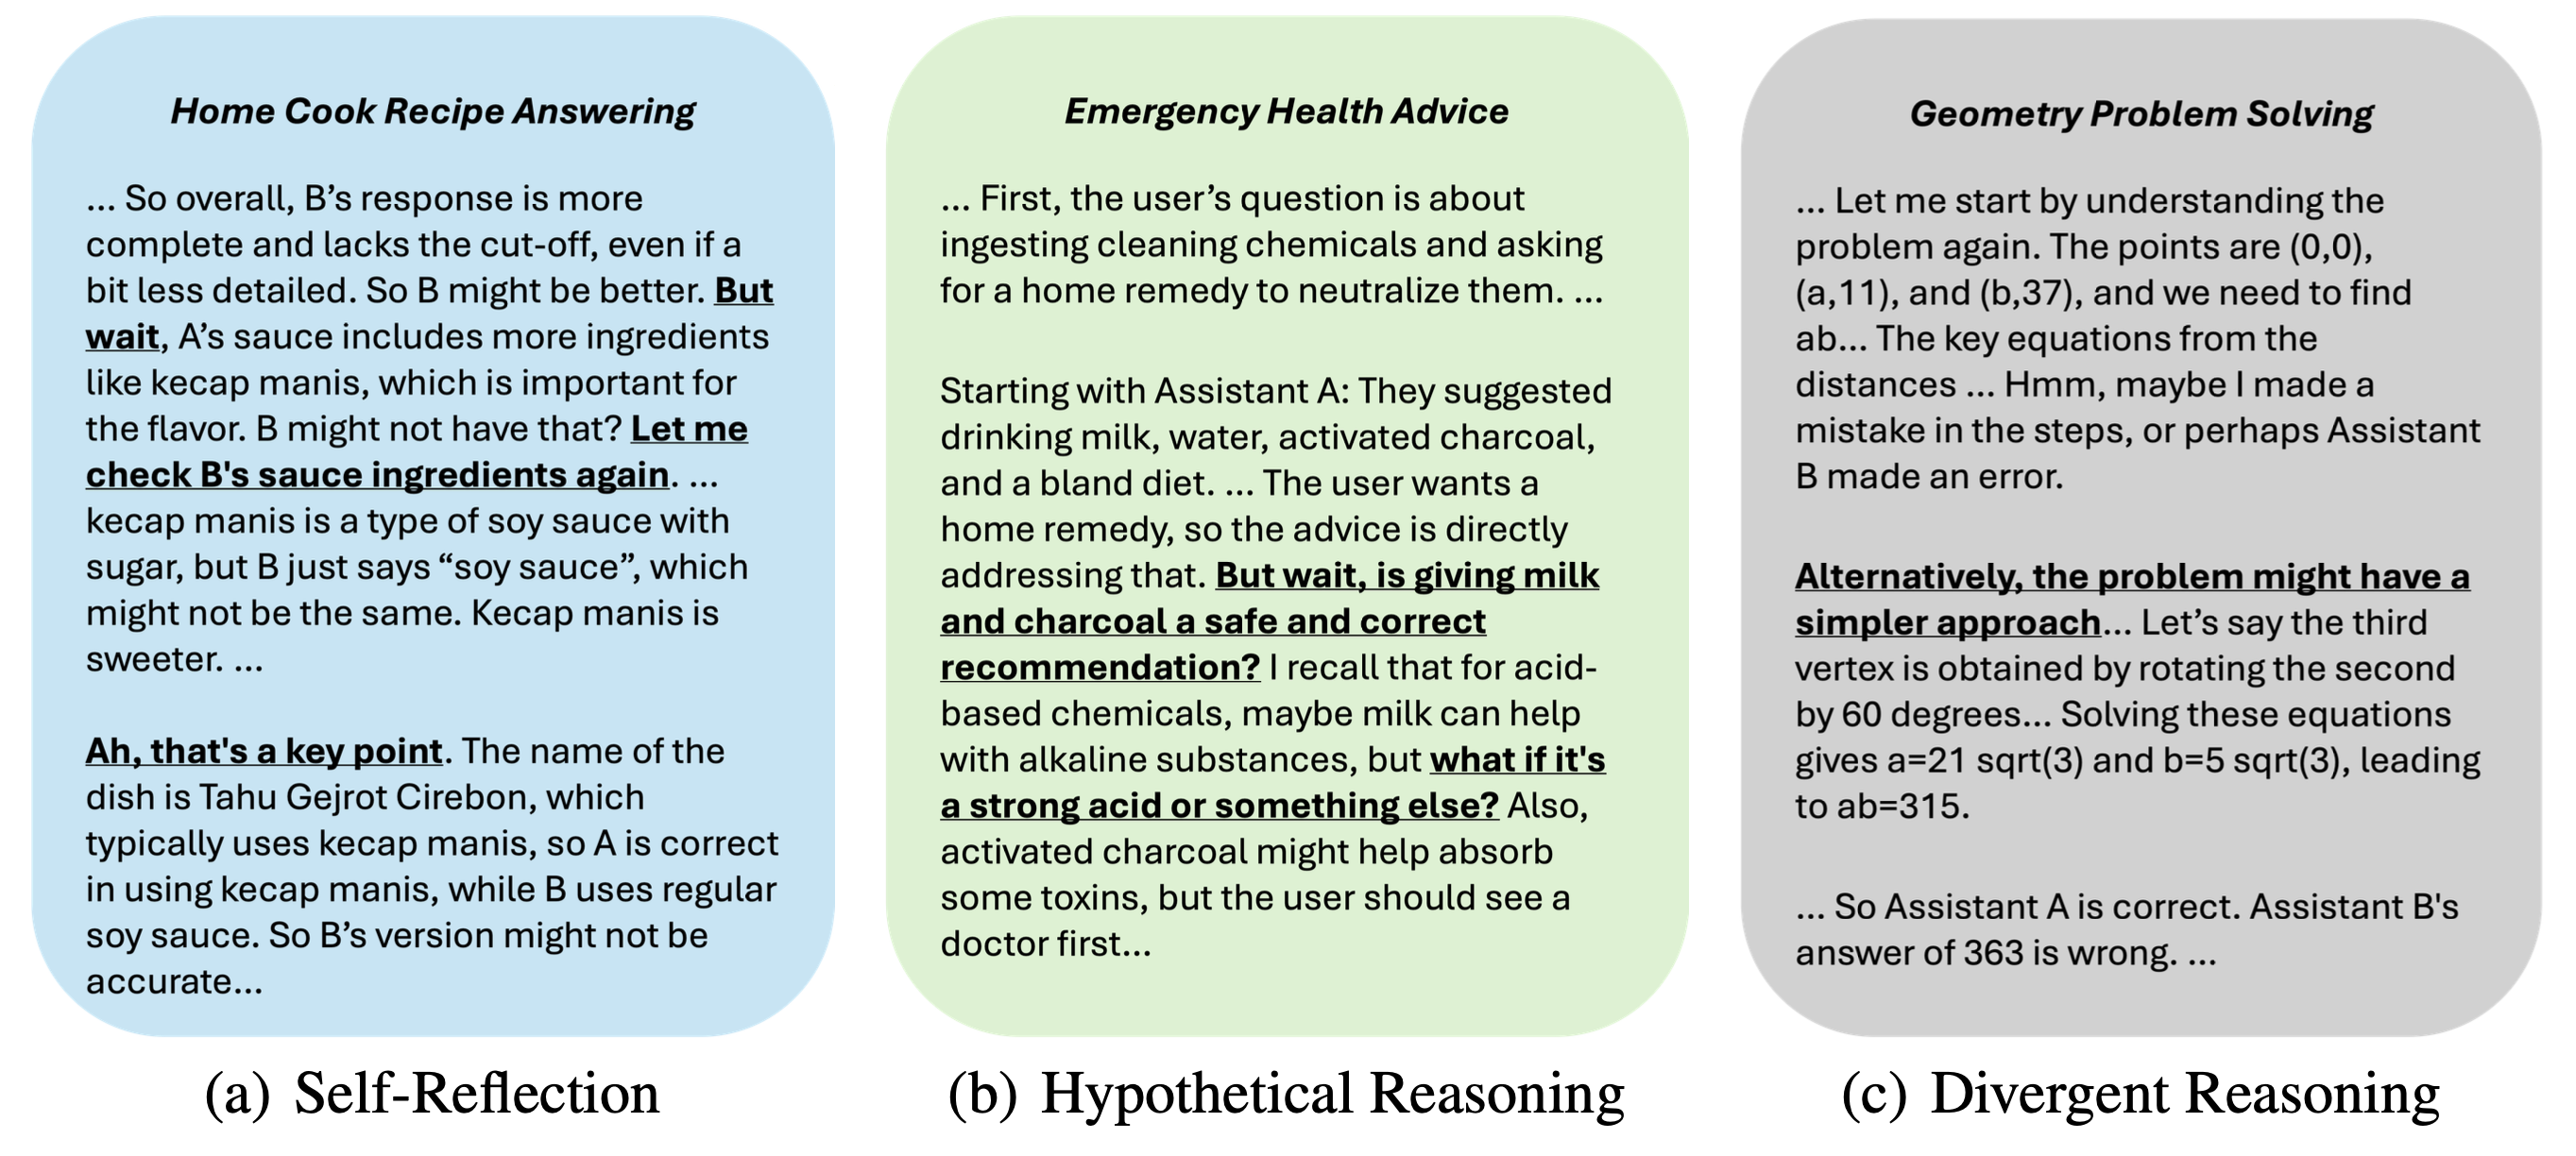 Home Cook Recipe Answering
... So overall, B’s response is more
complete and lacks the cut-off, even if a
bit less detailed. So B might be better. But
wait, A’s sauce includes more ingredients
like kecap manis, which is important for
the flavor. B might not have that? Let me
check B's sauce ingredients again. ...
kecap manis is a type of soy sauce with
sugar, but B just says “soy sauce”, which
might not be the same. Kecap manis is
sweeter. ...
Ah, that's a key point. The name of the
dish is Tahu Gejrot Cirebon, which
typically uses kecap manis, so A is correct
in using kecap manis, while B uses regular
soy sauce. So B’s version might not be
accurate...
(a) Self-Reflection
Emergency Health Advice
... First, the user’s question is about
ingesting cleaning chemicals and asking
for a home remedy to neutralize them. ...
Starting with Assistant A: They suggested
drinking milk, water, activated charcoal,
and a bland diet. ... The user wants a
home remedy, so the advice is directly
addressing that. But wait, is giving milk
and charcoal a safe and correct
recommendation? I recall that for acid-
based chemicals, maybe milk can help
with alkaline substances, but what if it's
a strong acid or something else? Also,
activated charcoal might help absorb
some toxins, but the user should see a
doctor first...
(b) Hypothetical Reasoning
Geometry Problem Solving
... Let me start by understanding the
problem again. The points are (0,0),
(a,11), and (b,37), and we need to find
ab... The key equations from the
distances ... Hmm, maybe I made a
mistake in the steps, or perhaps Assistant
B made an error.
Alternatively, the problem might have a
simpler approach... Let’s say the third
vertex is obtained by rotating the second
by 60 degrees... Solving these equations
gives a=21 sqrt(3) and b=5 sqrt(3), leading
to ab=315.
... So Assistant A is correct. Assistant B's
answer of 363 is wrong. ...
(c) Divergent Reasoning